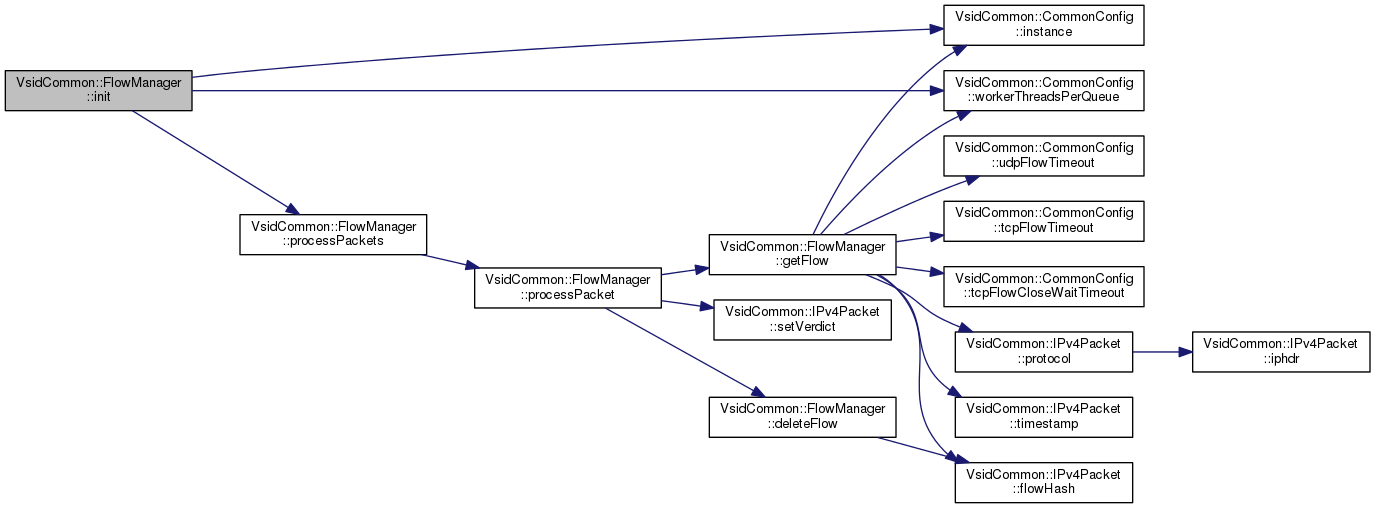 VsidCommon::FlowManager
::init
VsidCommon::FlowManager
::processPackets
VsidCommon::FlowManager
::processPacket
VsidCommon::FlowManager
::getFlow
VsidCommon::IPv4Packet
::setVerdict
VsidCommon::FlowManager
::deleteFlow
VsidCommon::CommonConfig
::instance
VsidCommon::CommonConfig
::workerThreadsPerQueue
VsidCommon::CommonConfig
::udpFlowTimeout
VsidCommon::CommonConfig
::tcpFlowTimeout
VsidCommon::CommonConfig
::tcpFlowCloseWaitTimeout
VsidCommon::IPv4Packet
::protocol
VsidCommon::IPv4Packet
::timestamp
VsidCommon::IPv4Packet
::flowHash
VsidCommon::IPv4Packet
::iphdr